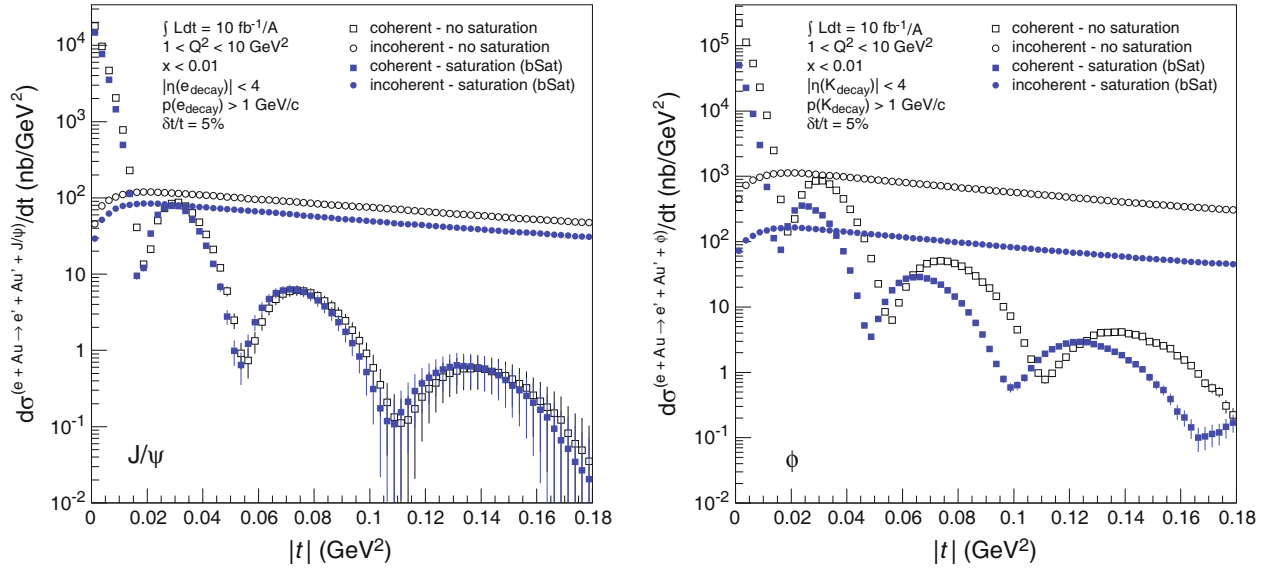 ∫ Ldt = 10 fb⁻¹/A
1 < Q² < 10 GeV²
x < 0.01
|η(e_decay)| < 4
p(e_decay) > 1 GeV/c
δt/t = 5%
coherent - no saturation
incoherent - no saturation
coherent - saturation (bSat)
incoherent - saturation (bSat)
dσ(e + Au → e' + Au' + J/ψ)/dt (nb/GeV²)
10⁴
10³
10²
10
1
10⁻¹
10⁻²
J/ψ
0 0.02 0.04 0.06 0.08 0.1 0.12 0.14 0.16 0.18
|t| (GeV²)
∫ Ldt = 10 fb⁻¹/A
1 < Q² < 10 GeV²
x < 0.01
|η(K_decay)| < 4
p(K_decay) > 1 GeV/c
δt/t = 5%
coherent - no saturation
incoherent - no saturation
coherent - saturation (bSat)
incoherent - saturation (bSat)
dσ(e + Au → e' + Au' + ϕ)/dt (nb/GeV²)
10⁵
10⁴
10³
10²
10
1
10⁻¹
10⁻²
ϕ
0 0.02 0.04 0.06 0.08 0.1 0.12 0.14 0.16 0.18
|t| (GeV²)